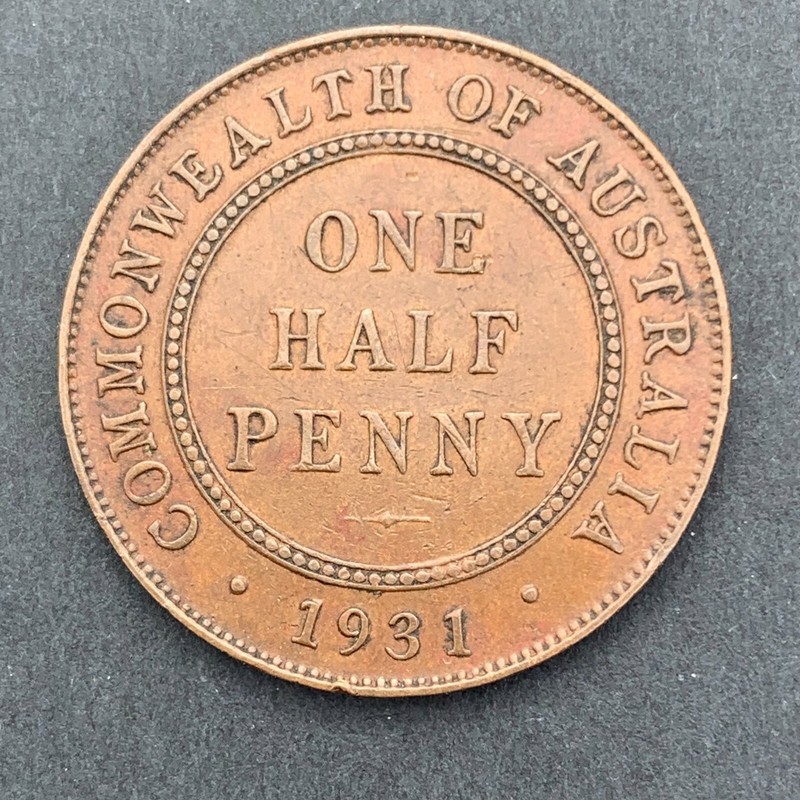 COMMONWEALTH OF AUSTRALIA
ONE
HALF
PENNY
1931